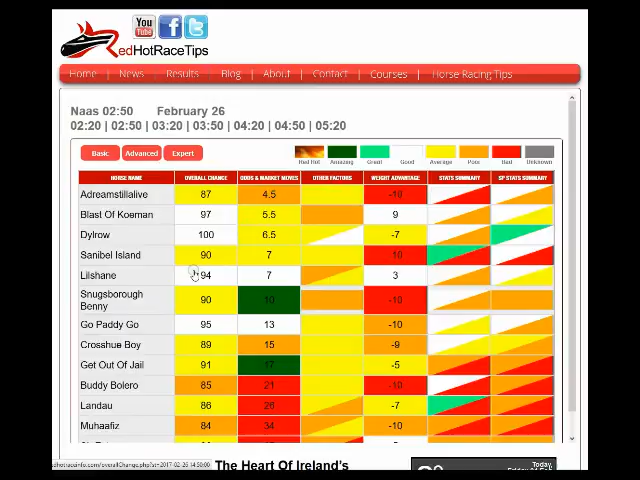 You
Tube
RedHotRaceTips
Home News Results Blog About Contact Courses Horse Racing Tips
Naas 02:50 February 26
02:20 | 02:50 | 03:20 | 03:50 | 04:20 | 04:50 | 05:20
Basic Advanced Expert
Red Hot Amazing Great Good Average Poor Bad Unknown
HORSE NAME OVERALL CHANCE ODDS & MARKET MOVES OTHER FACTORS WEIGHT ADVANTAGE STATS SUMMARY SP STATS SUMMARY
Adreamstillalive 87 4.5 -10
Blast Of Koeman 97 5.5 9
Dylrow 100 6.5 -7
Sanibel Island 90 7 10
Lilshane 94 7 3
Snugsborough
Benny 90 10 -10
Go Paddy Go 95 13 -10
Crosshue Boy 89 15 -9
Get Out Of Jail 91 17 -5
Buddy Bolero 85 21 -10
Landau 86 26 -7
Muhaafiz 84 34 -10
The Heart Of Ireland's
Today,